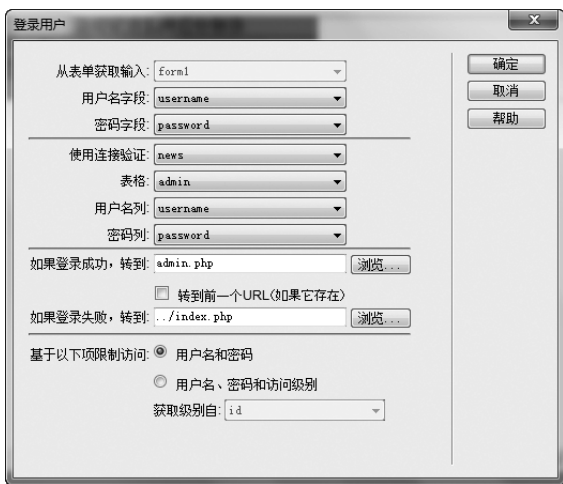 登录用户
x
从表单获取输入: form1
确定
用户名字段: username
取消
密码字段: password
帮助
使用连接验证: news
表格: admin
用户名列: username
密码列: password
如果登录成功，转到: admin.php 浏览...
转到前一个URL(如果它存在)
如果登录失败，转到: ../index.php 浏览...
基于以下项限制访问: 用户名和密码
用户名、密码和访问级别
获取级别自: id